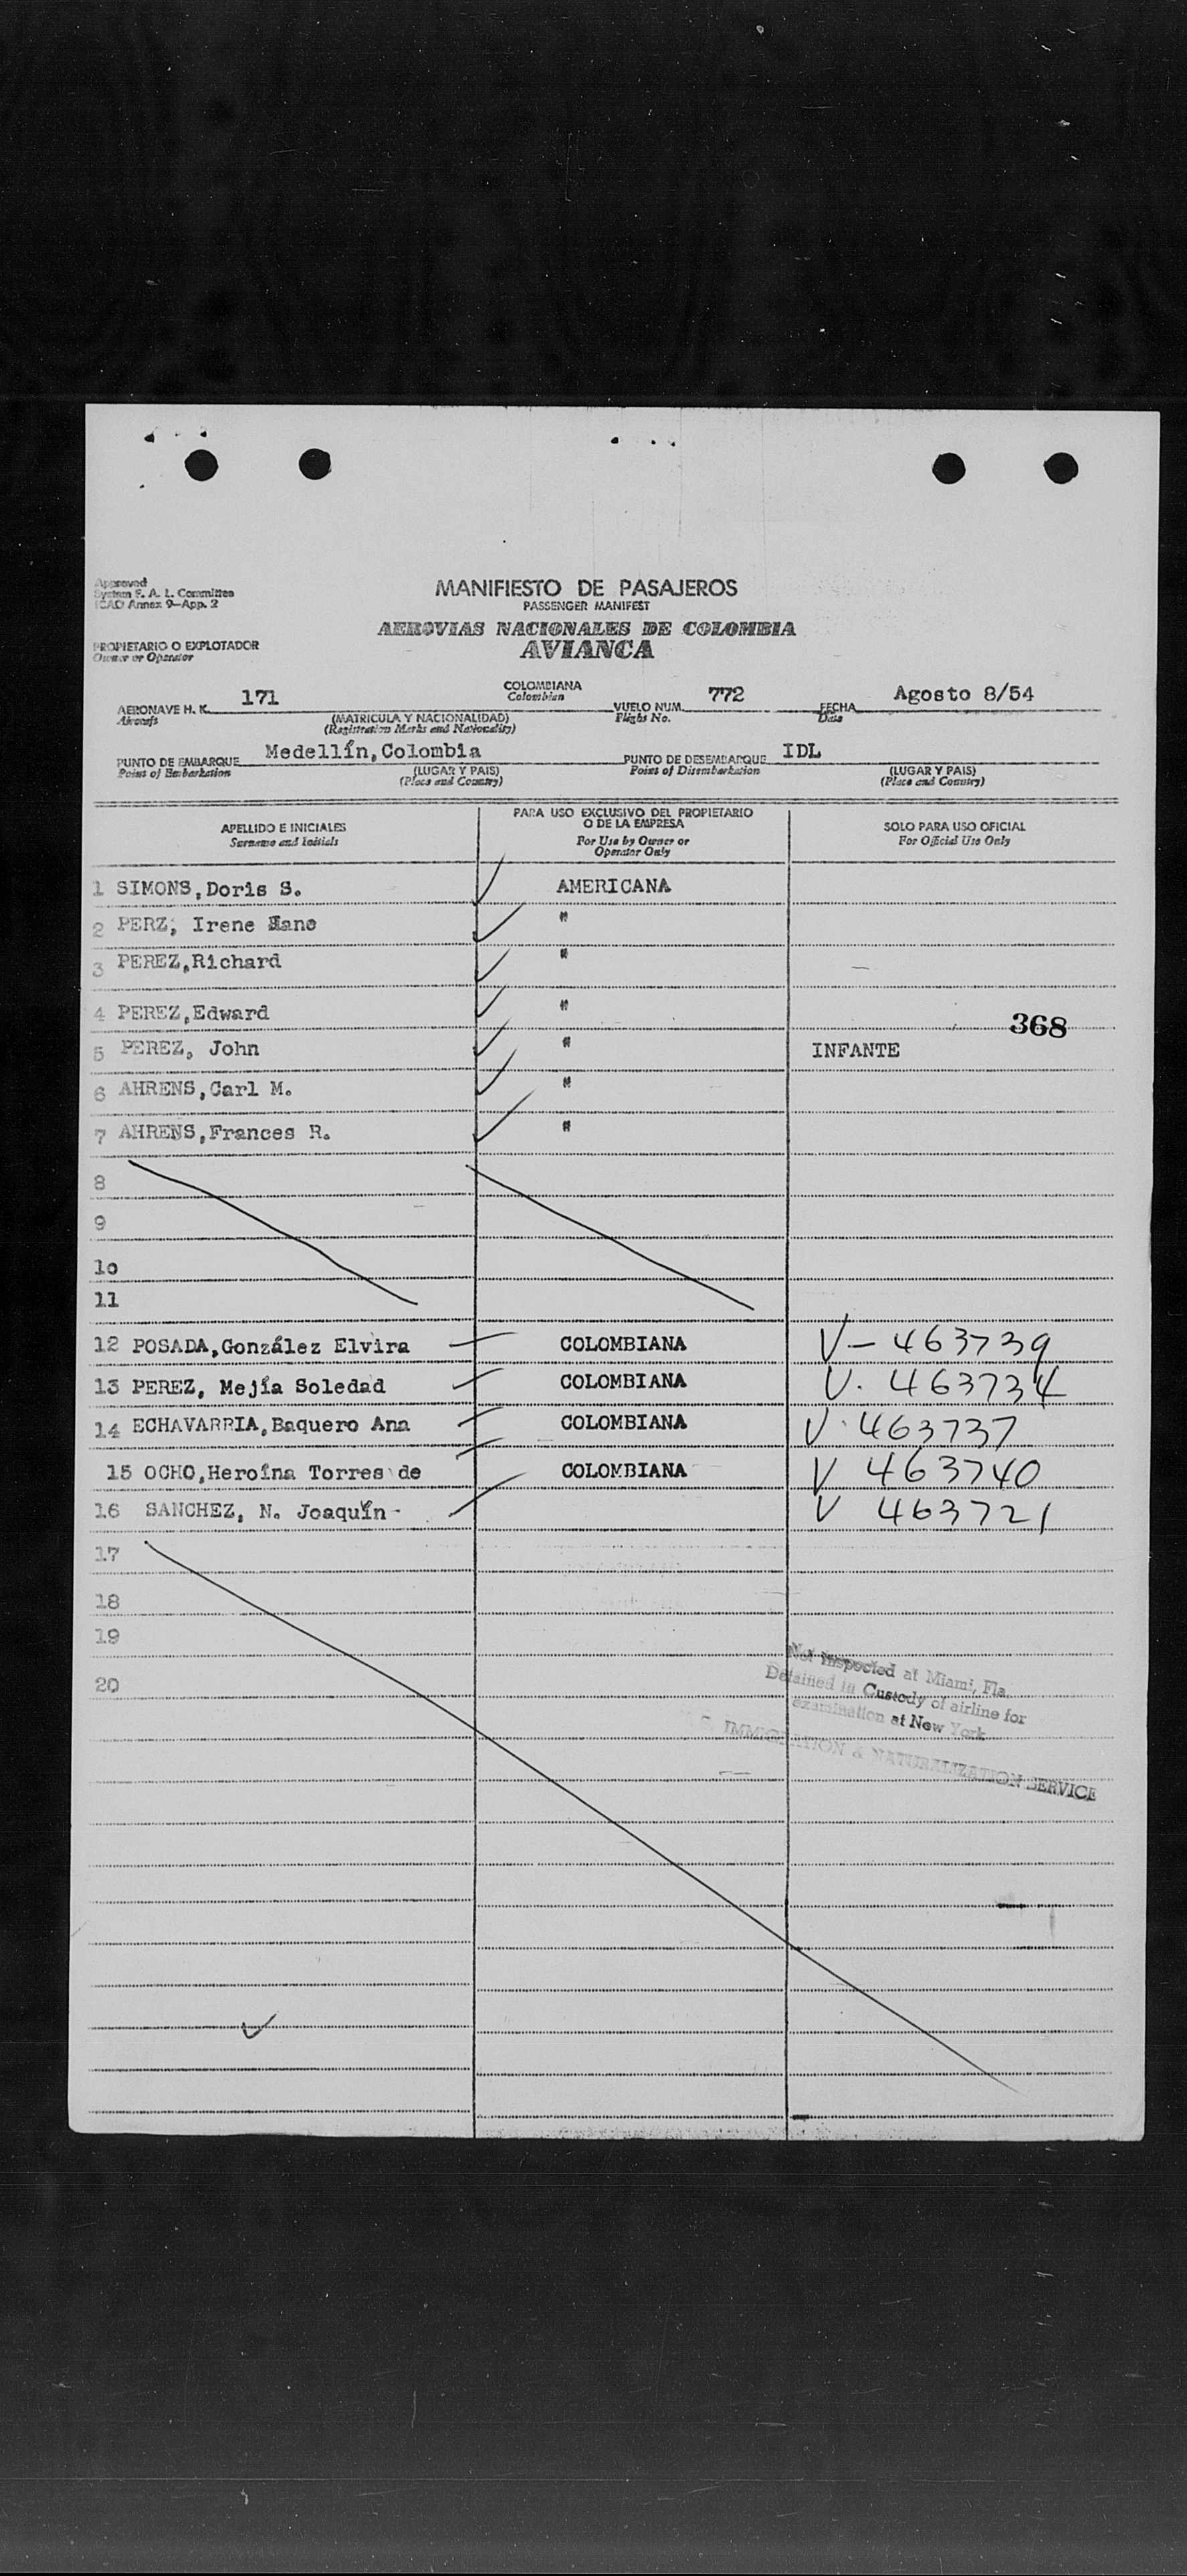 Approved
System F. A. L. Committee
ICAO Annex 9-App. 2
MANIFIESTO DE PASAJEROS
PASSENGER MANIFEST
AEROVIAS NACIONALES DE COLOMBIA
AVIANCA
PROPIETARIO O EXPLOTADOR
Owner or Operator
AERONAVE H. K. 171
Aircraft
COLOMBIANA
Colombian
(MATRICULA Y NACIONALIDAD)
(Registration Marks and Nationality)
VUELO NUM. 772
Flight No.
FECHA Agosto 8/54
Date
PUNTO DE EMBARQUE Medellín,Colombia
Point of Embarkation
(LUGAR Y PAIS)
(Place and Country)
PUNTO DE DESEMBARQUE IDL
Point of Disembarkation
(LUGAR Y PAIS)
(Place and Country)
APELLIDO E INICIALES
Surname and Initials
PARA USO EXCLUSIVO DEL PROPIETARIO
O DE LA EMPRESA
For Use by Owner or
Operator Only
SOLO PARA USO OFICIAL
For Official Use Only
1 SIMONS,Doris S. AMERICANA
2 PERZ, Irene "
3 PEREZ,Richard "
4 PEREZ,Edward "
368
5 PEREZ, John " INFANTE
6 AHRENS,Carl M. "
7 AHRENS,Frances R. "
8
9
10
11
12 POSADA,González Elvira COLOMBIANA V- 463739
13 PEREZ, Mejía Soledad COLOMBIANA V. 463734
14 ECHAVARRIA,Baquero Ana COLOMBIANA V. 463737
15 OCHO,Heroína Torres de COLOMBIANA V 463740
16 SANCHEZ, N. Joaquín- V 463721
17
18
19
20
Not Inspected at Miami, Fla.
Detained in Custody of airline for
examination at New York
IMMIGRATION & NATURALIZATION SERVICE